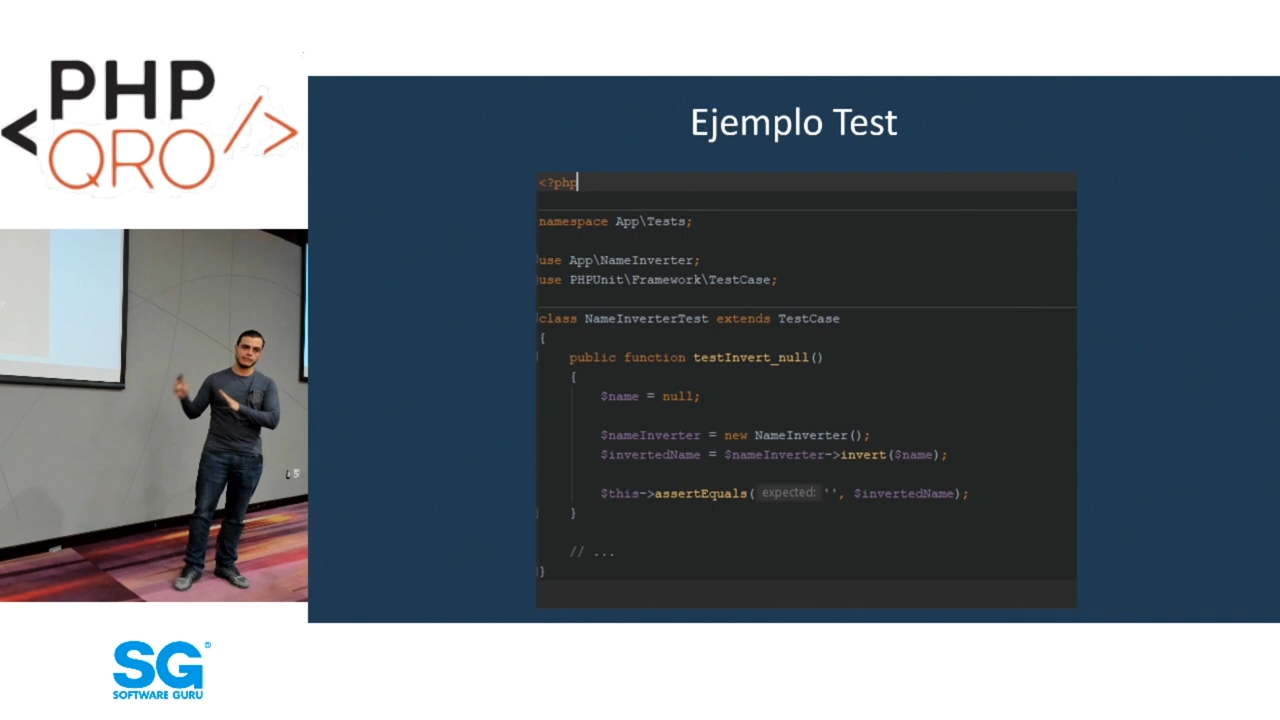 <PHP
QRO/>
Ejemplo Test
<?php
namespace App\Tests;
use App\NameInverter;
use PHPUnit\Framework\TestCase;
class NameInverterTest extends TestCase
{
public function testInvert_null()
{
$name = null;
$nameInverter = new NameInverter();
$invertedName = $nameInverter->invert($name);
$this->assertEquals( expected: '', $invertedName);
}
// ...
}
SG®
SOFTWARE GURU